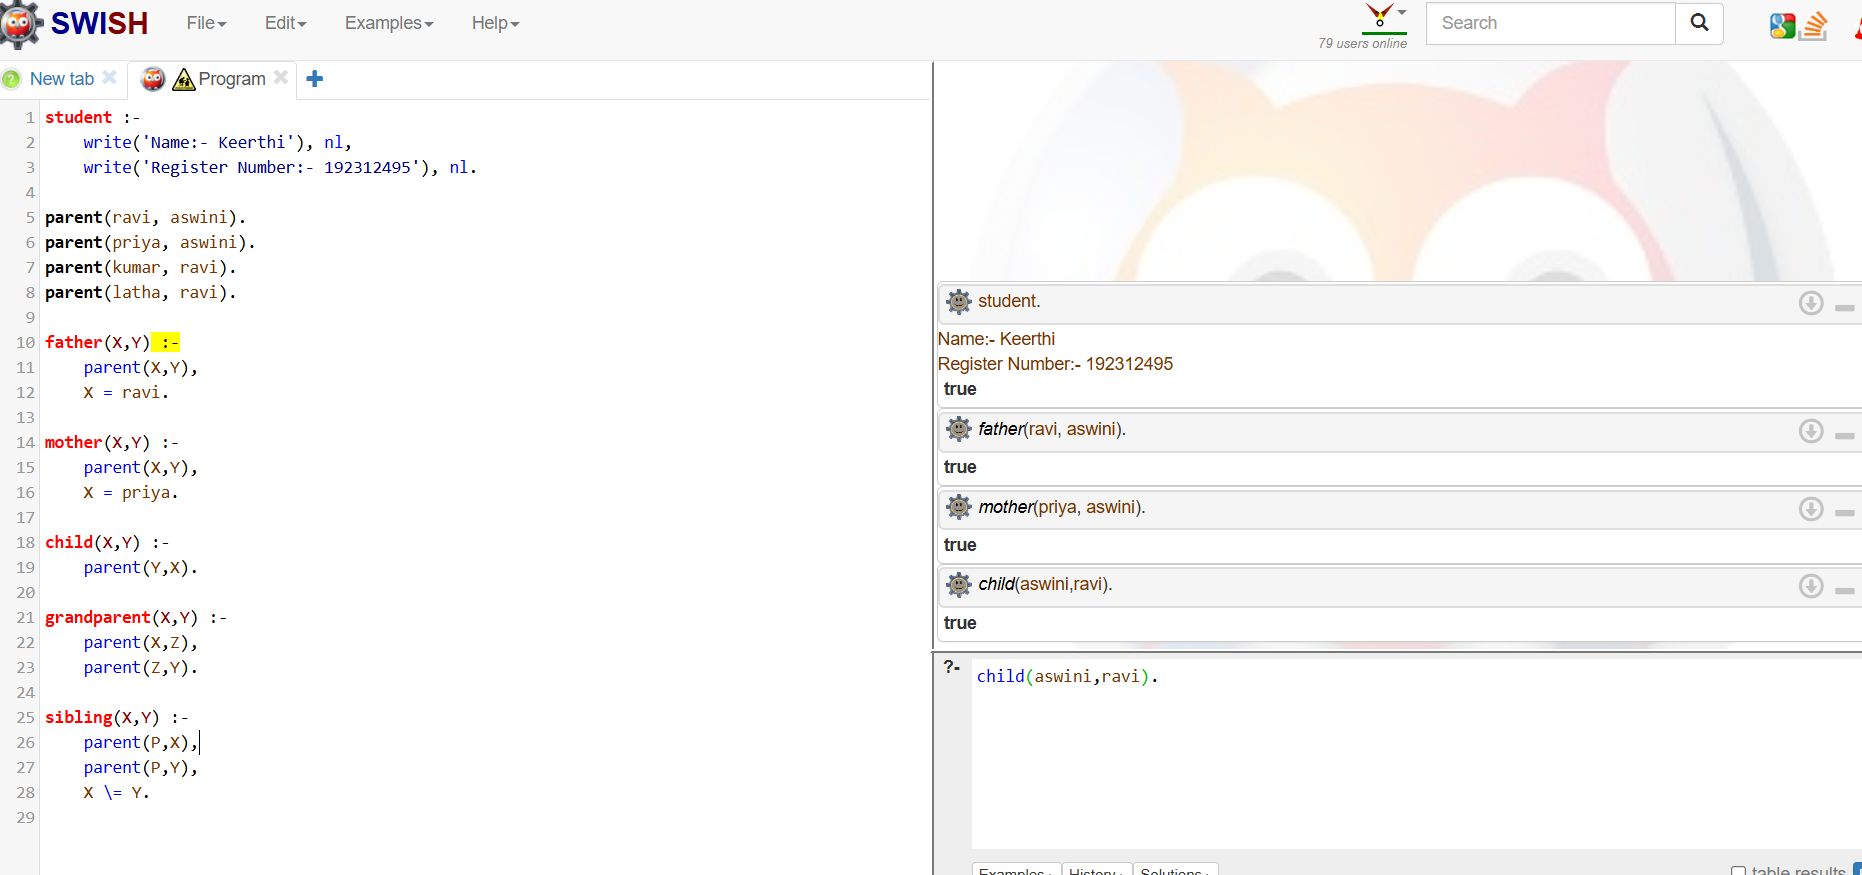 SWISH File Edit Examples Help 79 users online Search
New tab Program
1 student :-
2 write('Name:- Keerthi'), nl,
3 write('Register Number:- 192312495'), nl.
4
5 parent(ravi, aswini).
6 parent(priya, aswini).
7 parent(kumar, ravi).
8 parent(latha, ravi).
9
10 father(X,Y) :-
11 parent(X,Y),
12 X = ravi.
13
14 mother(X,Y) :-
15 parent(X,Y),
16 X = priya.
17
18 child(X,Y) :-
19 parent(Y,X).
20
21 grandparent(X,Y) :-
22 parent(X,Z),
23 parent(Z,Y).
24
25 sibling(X,Y) :-
26 parent(P,X),
27 parent(P,Y),
28 X \= Y.
29
student.
Name:- Keerthi
Register Number:- 192312495
true
father(ravi, aswini).
true
mother(priya, aswini).
true
child(aswini,ravi).
true
?- child(aswini,ravi).
Examples History Solutions table results